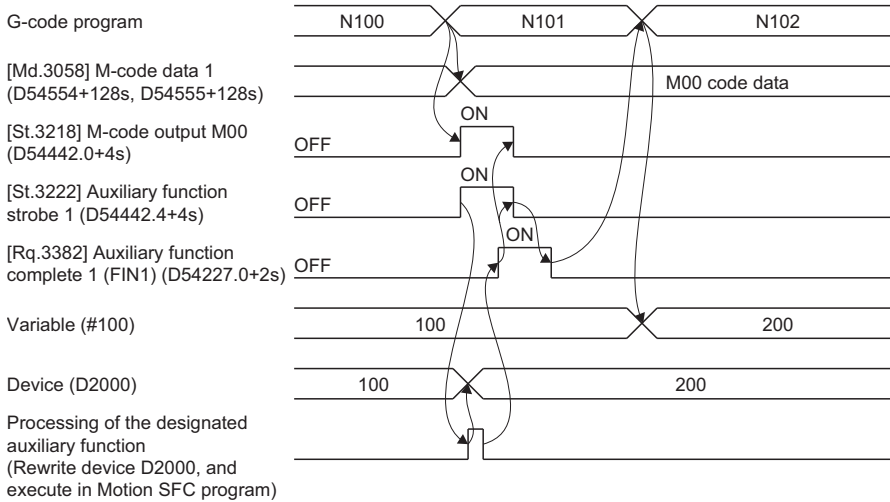 G-code program
N100
N101
N102
[Md.3058] M-code data 1
(D54554+128s, D54555+128s)
M00 code data
[St.3218] M-code output M00
(D54442.0+4s)
OFF
ON
[St.3222] Auxiliary function
strobe 1 (D54442.4+4s)
OFF
ON
[Rq.3382] Auxiliary function
complete 1 (FIN1) (D54227.0+2s)
OFF
ON
Variable (#100)
100
200
Device (D2000)
100
200
Processing of the designated
auxiliary function
(Rewrite device D2000, and
execute in Motion SFC program)